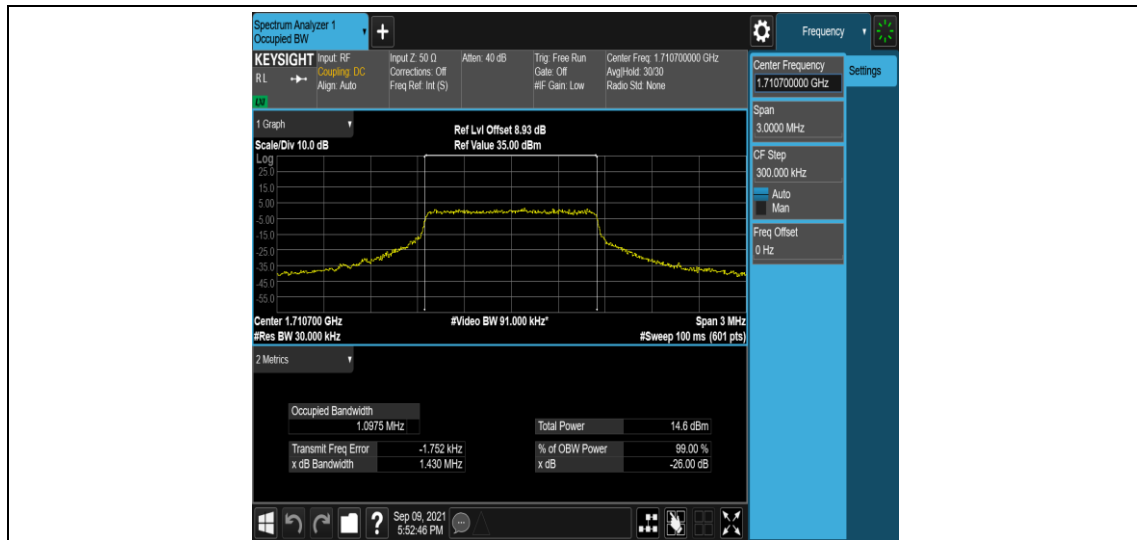 Spectrum Analyzer 1
Occupied BW
+
Frequency
KEYSIGHT
RL
LXI
Input: RF
Coupling: DC
Align: Auto
Input Z: 50 Ω
Corrections: Off
Freq Ref: Int (S)
Atten: 40 dB
Trig: Free Run
Gate: Off
#IF Gain: Low
Center Freq: 1.710700000 GHz
Avg|Hold: 30/30
Radio Std: None
Center Frequency
1.710700000 GHz
Settings
Span
3.0000 MHz
CF Step
300.000 kHz
Auto
Man
Freq Offset
0 Hz
1 Graph
Scale/Div 10.0 dB
Ref Lvl Offset 8.93 dB
Ref Value 35.00 dBm
Log
25.0
15.0
5.00
-5.00
-15.0
-25.0
-35.0
-45.0
-55.0
Center 1.710700 GHz
#Video BW 91.000 kHz*
Span 3 MHz
#Res BW 30.000 kHz
#Sweep 100 ms (601 pts)
2 Metrics
Occupied Bandwidth
1.0975 MHz
Total Power 14.6 dBm
Transmit Freq Error -1.752 kHz
% of OBW Power 99.00 %
x dB Bandwidth 1.430 MHz
x dB -26.00 dB
?
Sep 09, 2021
5:52:46 PM